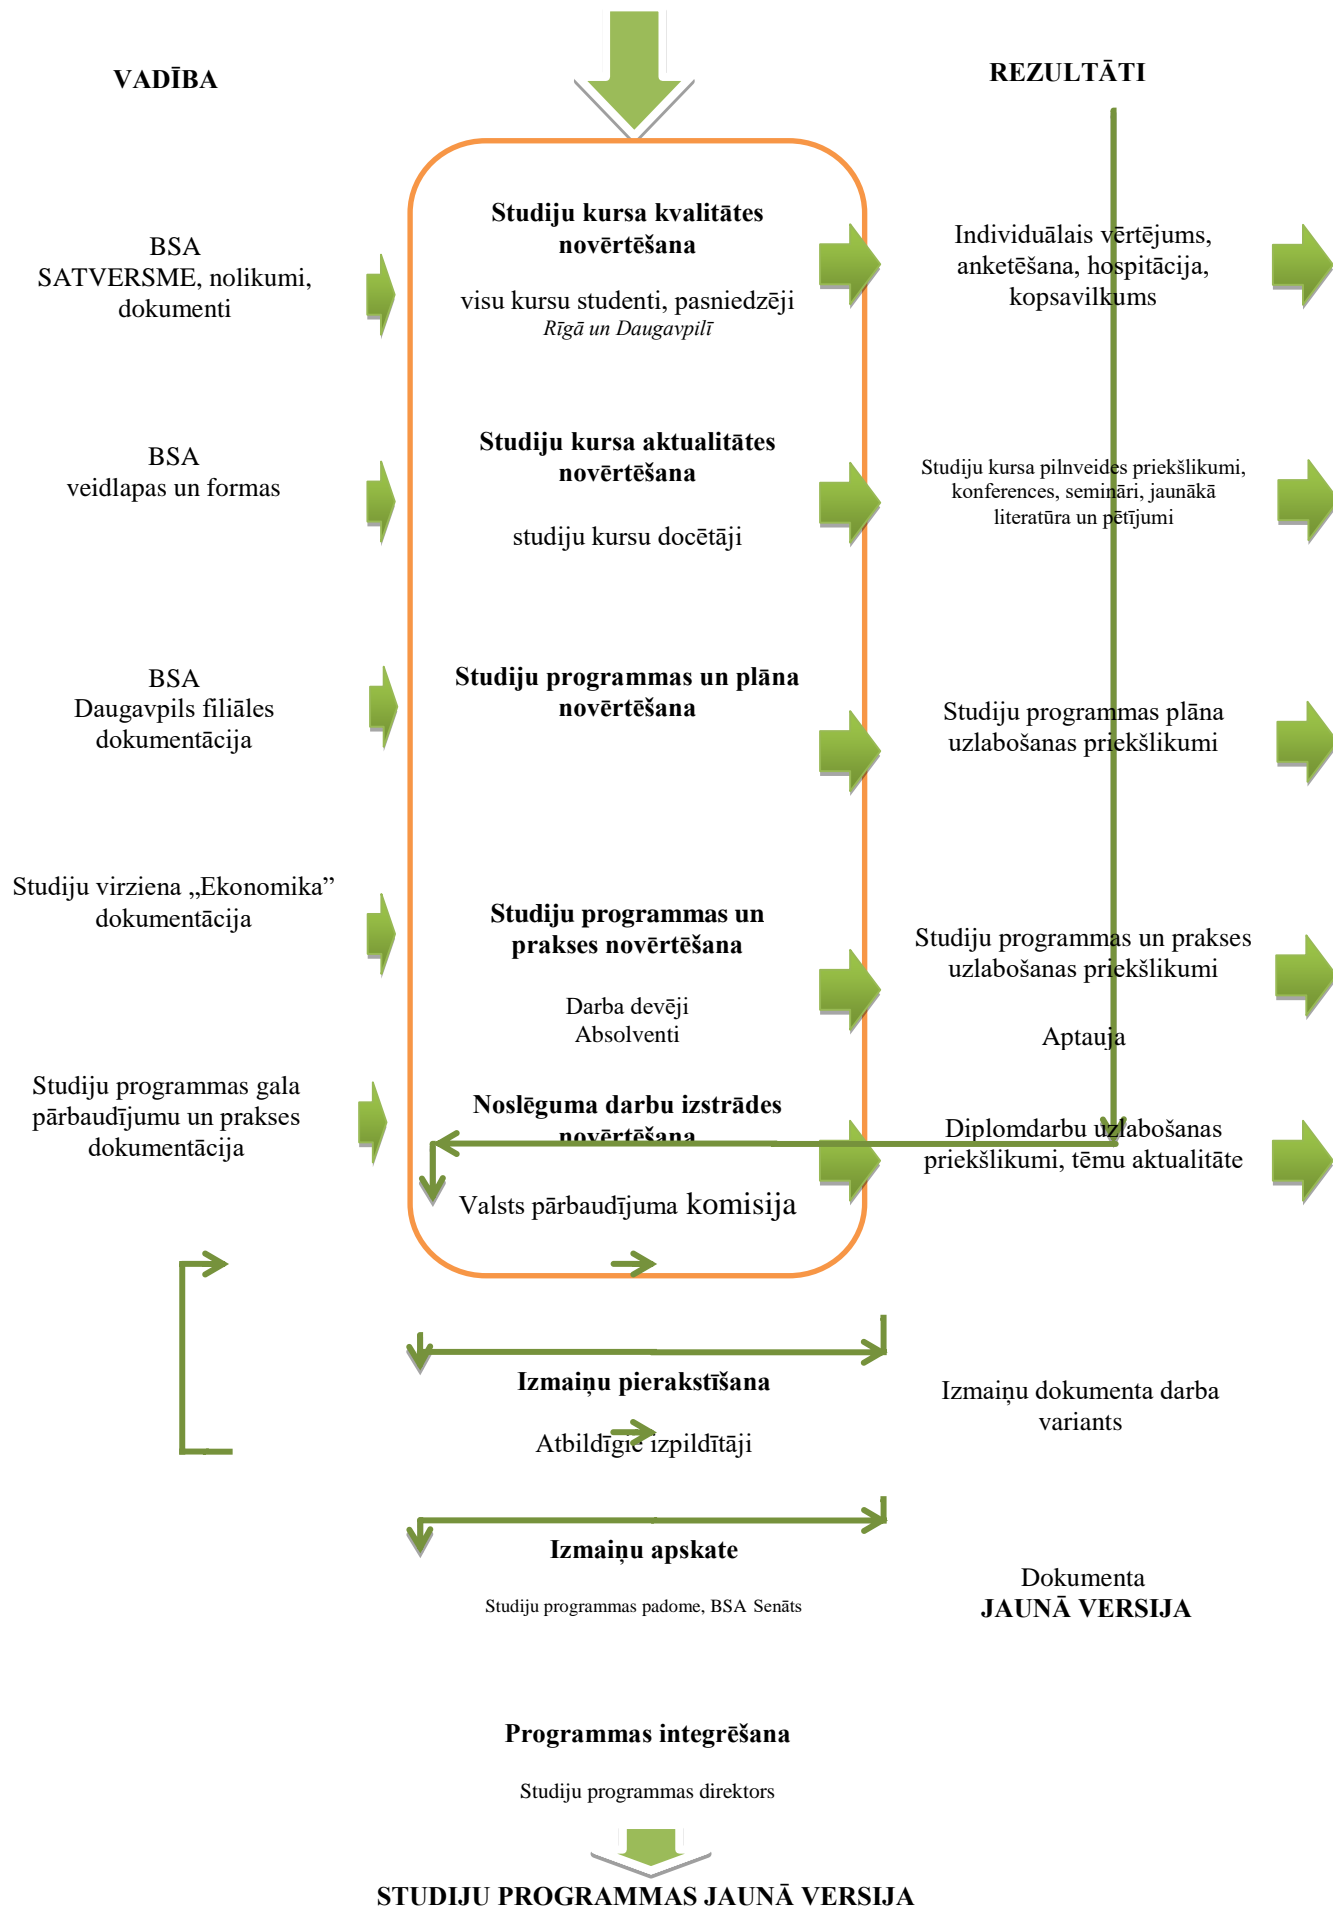 VADĪBA
REZULTĀTI
BSA
SATVERSME, nolikumi,
dokumenti
Studiju kursa kvalitātes
novērtēšana
visu kursu studenti, pasniedzēji
Rīgā un Daugavpilī
Individuālais vērtējums,
anketēšana, hospitācija,
kopsavilkums
BSA
veidlapas un formas
Studiju kursa aktualitātes
novērtēšana
studiju kursu docētāji
Studiju kursa pilnveides priekšlikumi,
konferences, semināri, jaunākā
literatūra un pētījumi
BSA
Daugavpils filiāles
dokumentācija
Studiju programmas un plāna
novērtēšana
Studiju programmas plāna
uzlabošanas priekšlikumi
Studiju virziena „Ekonomika”
dokumentācija
Studiju programmas un
prakses novērtēšana
Darba devēji
Absolventi
Studiju programmas un prakses
uzlabošanas priekšlikumi
Aptauja
Studiju programmas gala
pārbaudījumu un prakses
dokumentācija
Noslēguma darbu izstrādes
novērtēšana
Valsts pārbaudījuma komisija
Diplomdarbu uzlabošanas
priekšlikumi, tēmu aktualitāte
Izmaiņu pierakstīšana
Atbildīgie izpildītāji
Izmaiņu dokumenta darba
variants
Izmaiņu apskate
Studiju programmas padome, BSA Senāts
Dokumenta
JAUNĀ VERSIJA
Programmas integrēšana
Studiju programmas direktors
STUDIJU PROGRAMMAS JAUNĀ VERSIJA